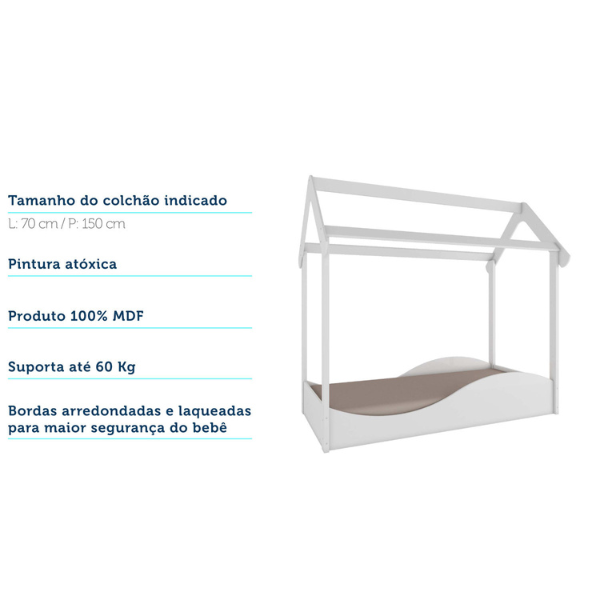 Tamanho do colchão indicado
L: 70 cm / P: 150 cm
Pintura atóxica
Produto 100% MDF
Suporta até 60 Kg
Bordas arredondadas e laqueadas
para maior segurança do bebê